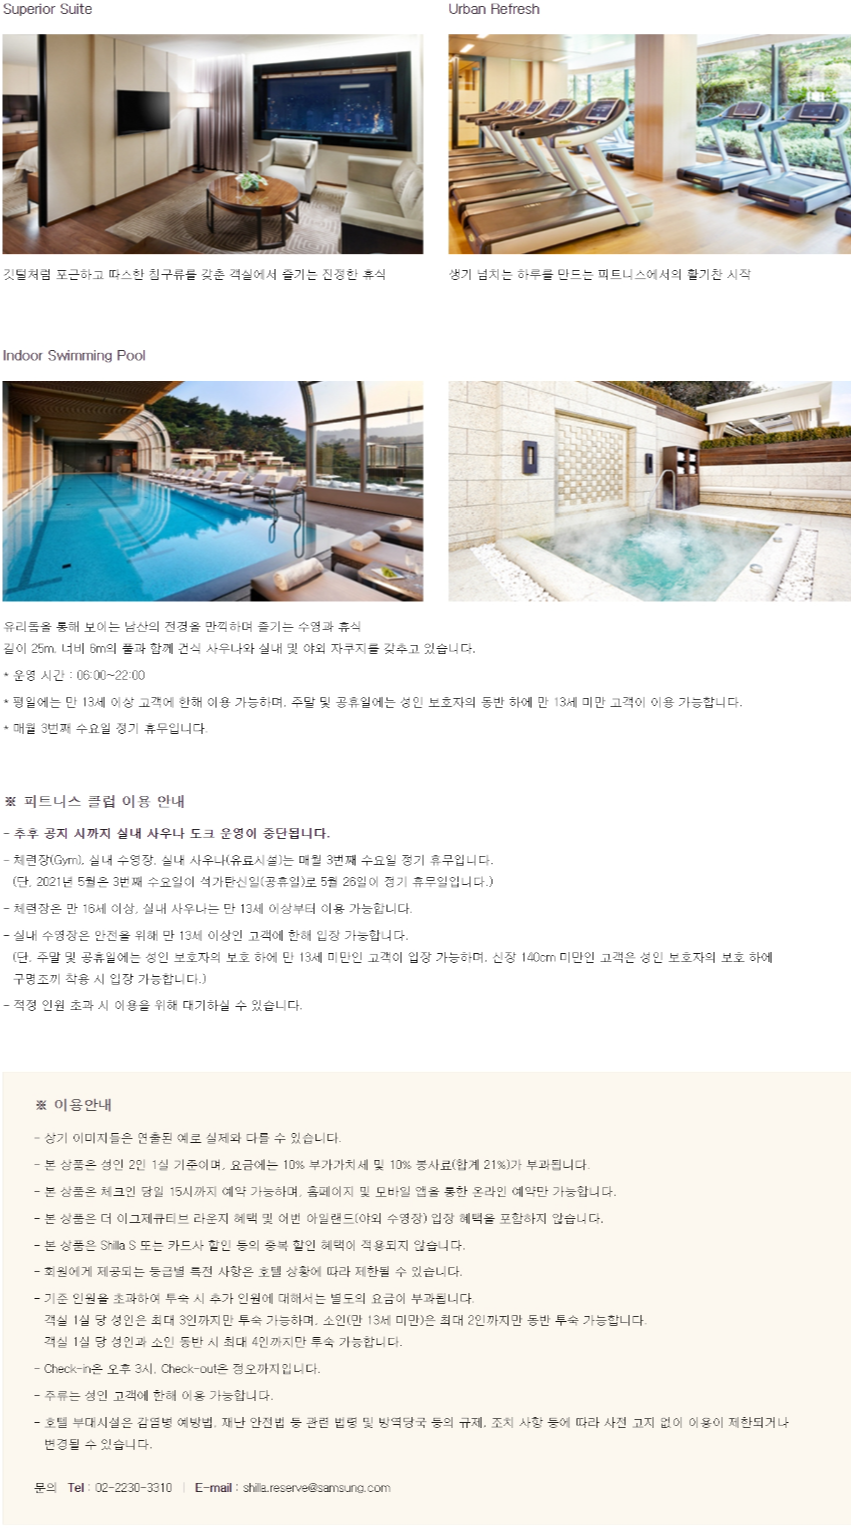 Superior Suite
Urban Refresh
깃털처럼 포근하고 따스한 침구류를 갖춘 객실에서 즐기는 진정한 휴식
생기 넘치는 하루를 만드는 피트니스에서의 활기찬 시작
Indoor Swimming Pool
유리돔을 통해 보이는 남산의 전경을 만끽하며 즐기는 수영과 휴식
길이 25m, 너비 6m의 풀과 함께 건식 사우나와 실내 및 야외 자쿠지를 갖추고 있습니다.
* 운영 시간 : 06:00~22:00
* 평일에는 만 13세 이상 고객에 한해 이용 가능하며, 주말 및 공휴일에는 성인 보호자의 동반 하에 만 13세 미만 고객이 이용 가능합니다.
* 매월 3번째 수요일 정기 휴무입니다.
※ 피트니스 클럽 이용 안내
- 추후 공지 시까지 실내 사우나 도크 운영이 중단됩니다.
- 체련장(Gym), 실내 수영장, 실내 사우나(유료시설)는 매월 3번째 수요일 정기 휴무입니다.
(단, 2021년 5월은 3번째 수요일이 석가탄신일(공휴일)로 5월 26일이 정기 휴무일입니다.)
- 체련장은 만 16세 이상, 실내 사우나는 만 13세 이상부터 이용 가능합니다.
- 실내 수영장은 안전을 위해 만 13세 이상인 고객에 한해 입장 가능합니다.
(단, 주말 및 공휴일에는 성인 보호자의 보호 하에 만 13세 미만인 고객이 입장 가능하며, 신장 140cm 미만인 고객은 성인 보호자의 보호 하에
구명조끼 착용 시 입장 가능합니다.)
- 적정 인원 초과 시 이용을 위해 대기하실 수 있습니다.
※ 이용안내
- 상기 이미지들은 연출된 예로 실제와 다를 수 있습니다.
- 본 상품은 성인 2인 1실 기준이며, 요금에는 10% 부가가치세 및 10% 봉사료(합계 21%)가 부과됩니다.
- 본 상품은 체크인 당일 15시까지 예약 가능하며, 홈페이지 및 모바일 앱을 통한 온라인 예약만 가능합니다.
- 본 상품은 더 이그제큐티브 라운지 혜택 및 어번 아일랜드(야외 수영장) 입장 혜택을 포함하지 않습니다.
- 본 상품은 Shilla S 또는 카드사 할인 등의 중복 할인 혜택이 적용되지 않습니다.
- 회원에게 제공되는 등급별 특전 사항은 호텔 상황에 따라 제한될 수 있습니다.
- 기준 인원을 초과하여 투숙 시 추가 인원에 대해서는 별도의 요금이 부과됩니다.
객실 1실 당 성인은 최대 3인까지만 투숙 가능하며, 소인(만 13세 미만)은 최대 2인까지만 동반 투숙 가능합니다.
객실 1실 당 성인과 소인 동반 시 최대 4인까지만 투숙 가능합니다.
- Check-in은 오후 3시, Check-out은 정오까지입니다.
- 주류는 성인 고객에 한해 이용 가능합니다.
- 호텔 부대시설은 감염병 예방법, 재난 안전법 등 관련 법령 및 방역당국 등의 규제, 조치 사항 등에 따라 사전 고지 없이 이용이 제한되거나
변경될 수 있습니다.
문의 Tel : 02-2230-3310 | E-mail : shilla.reserve@samsung.com